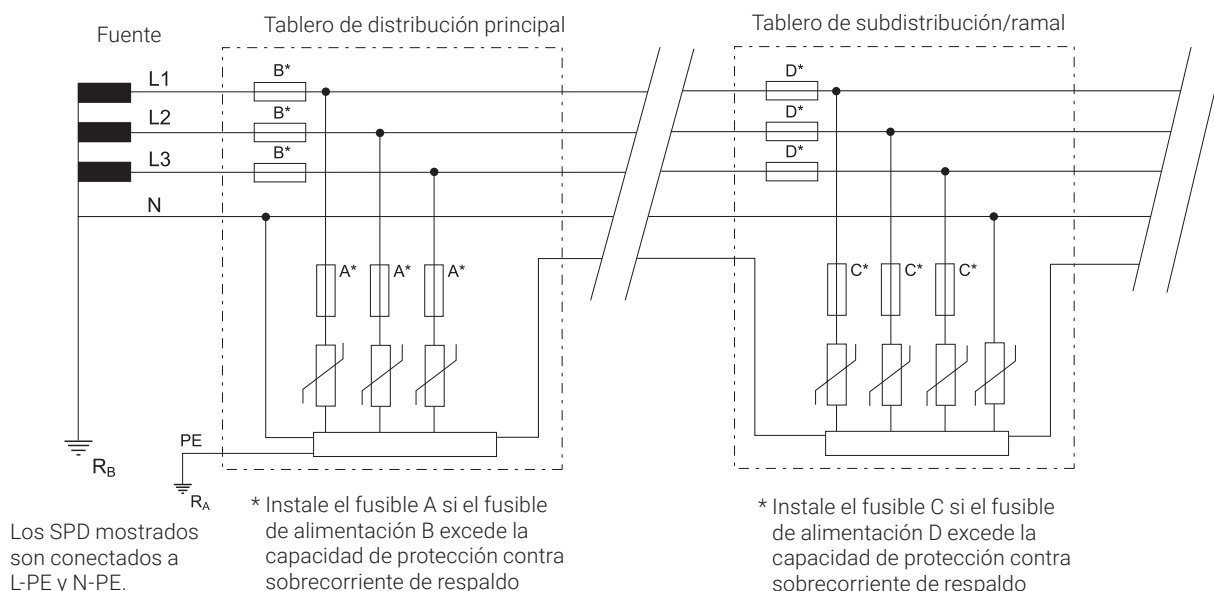 Fuente
Tablero de distribución principal
Tablero de subdistribución/ramal
L1
B*
D*
L2
B*
D*
L3
B*
D*
N
A*
A*
A*
C*
C*
C*
PE
RB
RA
Los SPD mostrados
son conectados a
L-PE y N-PE.
* Instale el fusible A si el fusible
de alimentación B excede la
capacidad de protección contra
sobrecorriente de respaldo
* Instale el fusible C si el fusible
de alimentación D excede la
capacidad de protección contra
sobrecorriente de respaldo